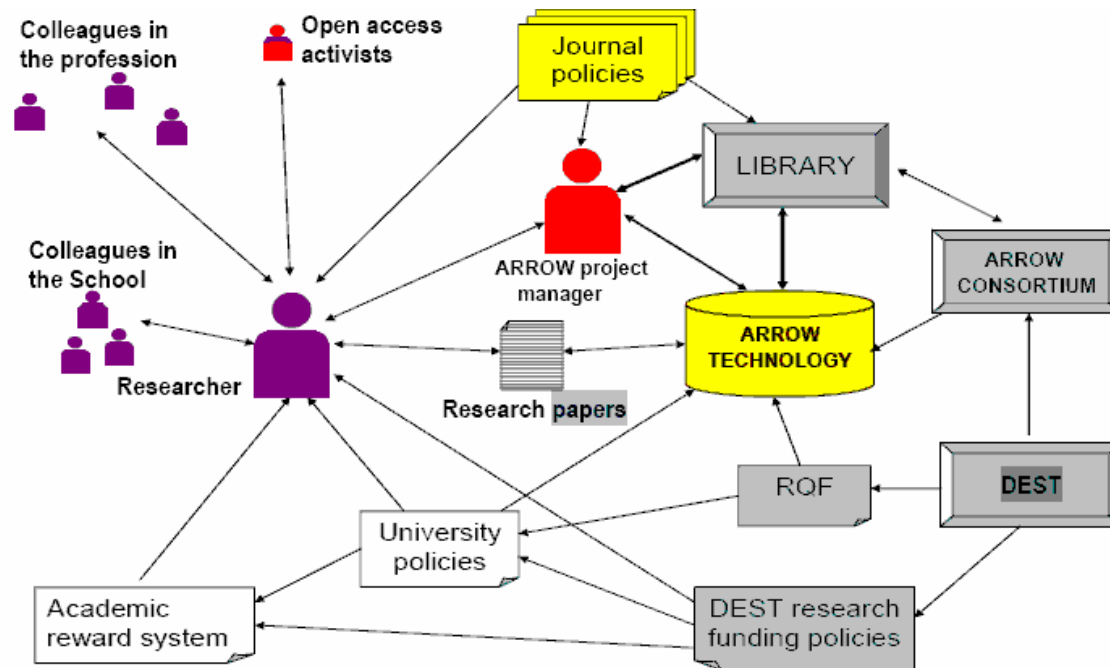 Colleagues in
the profession
Open access
activists
Journal
policies
LIBRARY
ARROW project
manager
Colleagues in
the School
ARROW
CONSORTIUM
ARROW
TECHNOLOGY
Researcher
Research papers
RQF
DEST
University
policies
Academic
reward system
DEST research
funding policies